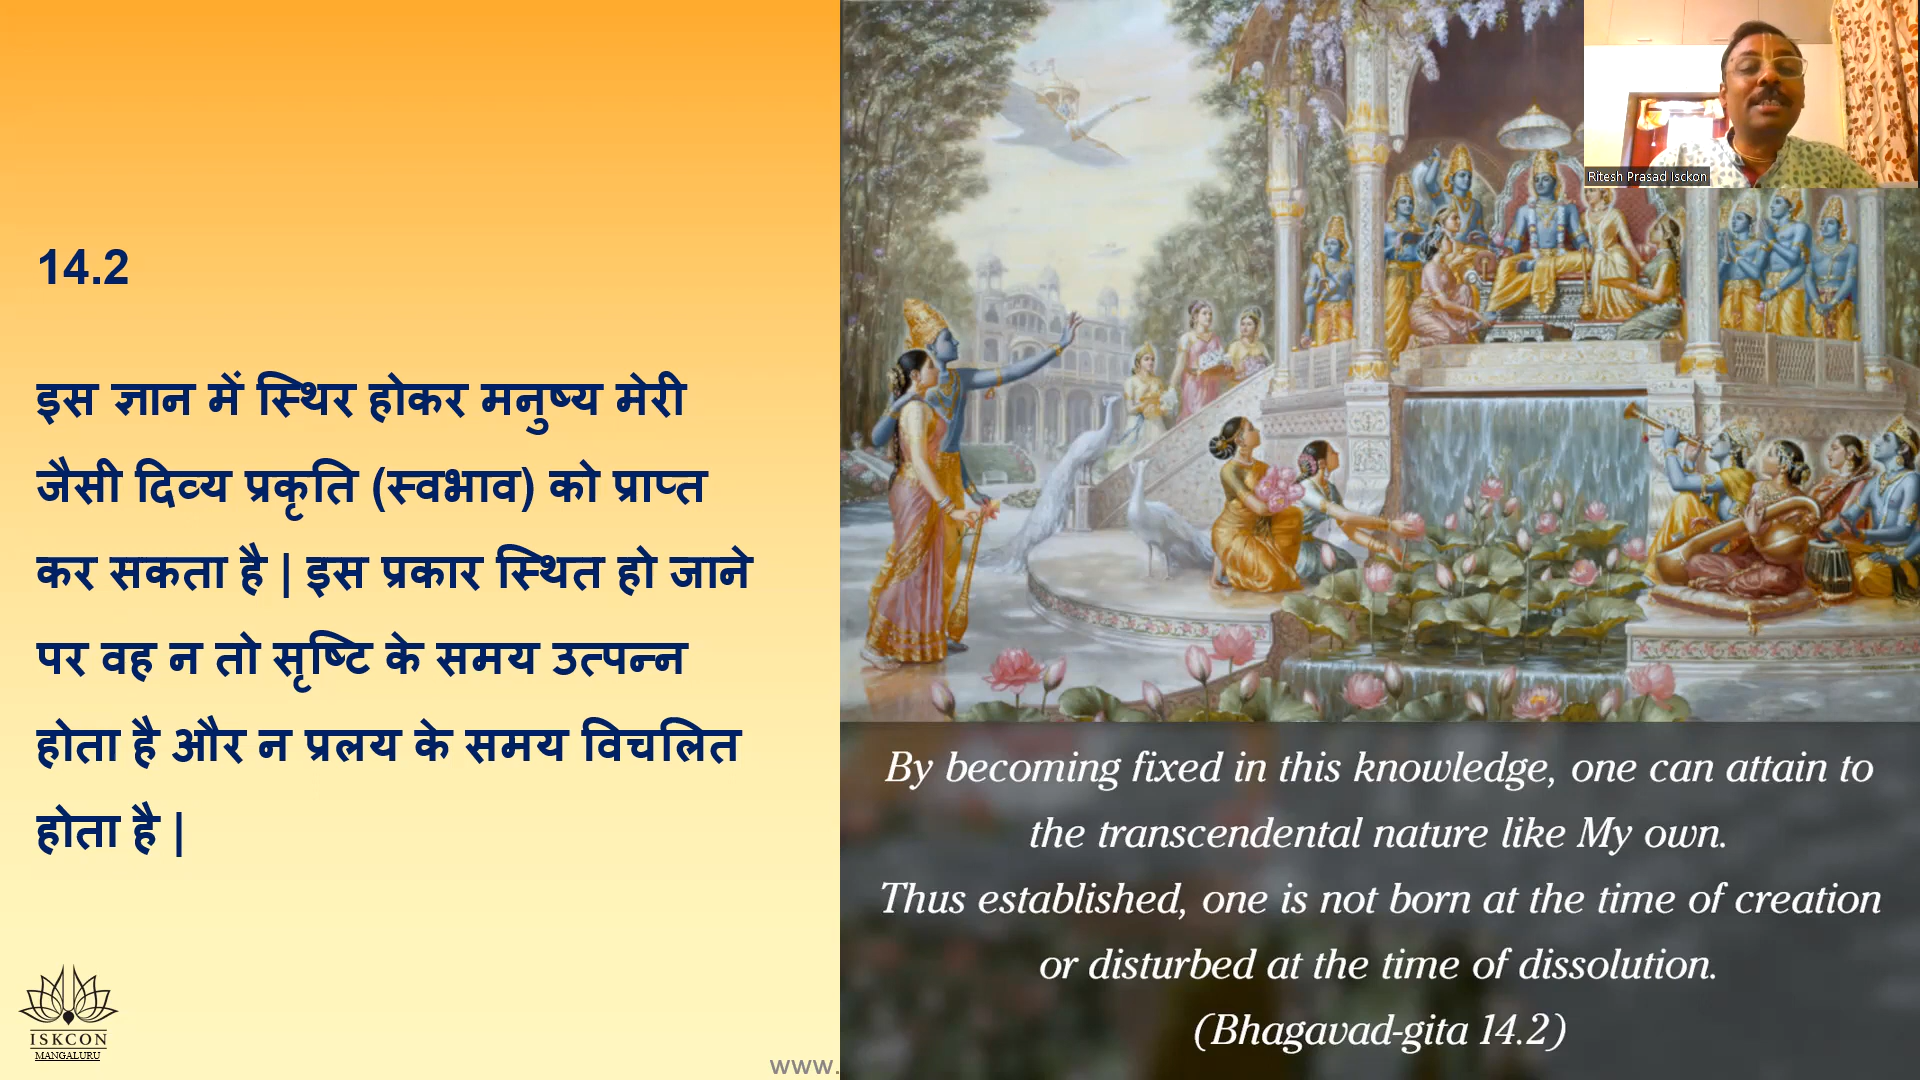 14.2
इस ज्ञान में स्थिर होकर मनुष्य मेरी
जैसी दिव्य प्रकृति (स्वभाव) को प्राप्त
कर सकता है | इस प्रकार स्थित हो जाने
पर वह न तो सृष्टि के समय उत्पन्न
होता है और न प्रलय के समय विचलित
होता है |
ISKCON
MANGALURU
www.
Ritesh Prasad Isckon
By becoming fixed in this knowledge, one can attain to
the transcendental nature like My own.
Thus established, one is not born at the time of creation
or disturbed at the time of dissolution.
(Bhagavad-gita 14.2)